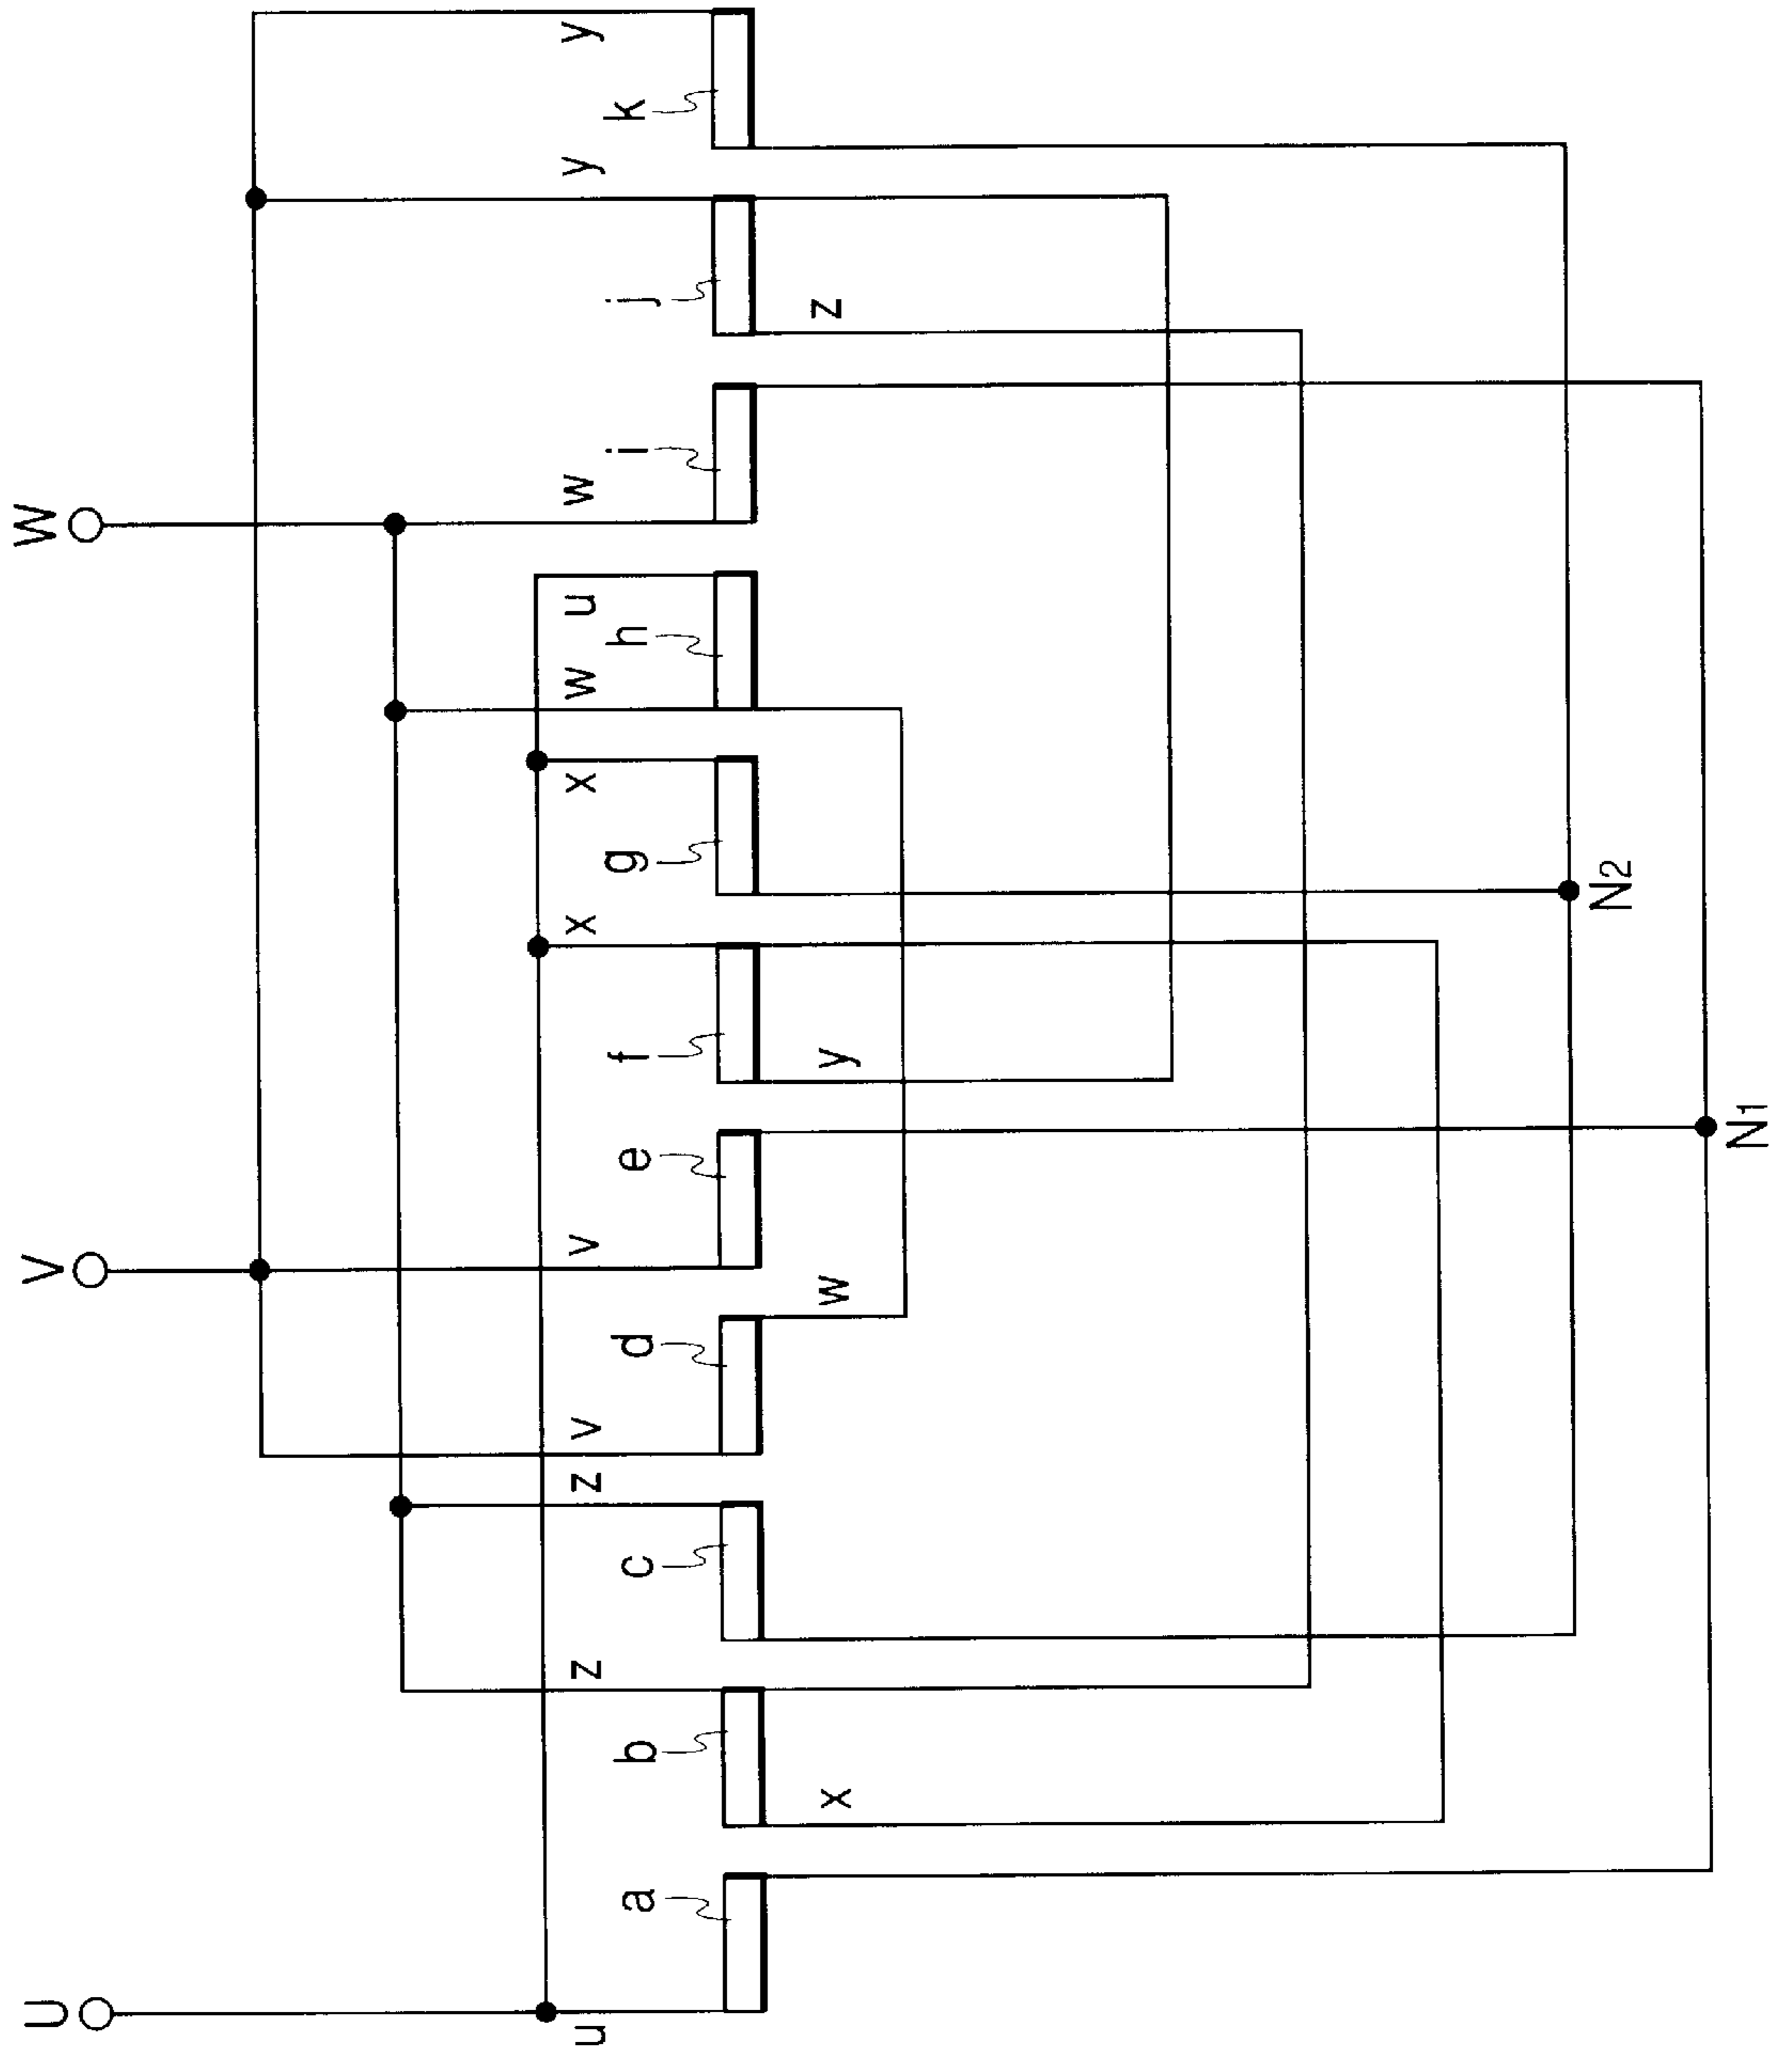 U V W
u z z v v x x w u w y y
a b c d e f g h i j k
x w y z
N2
N1